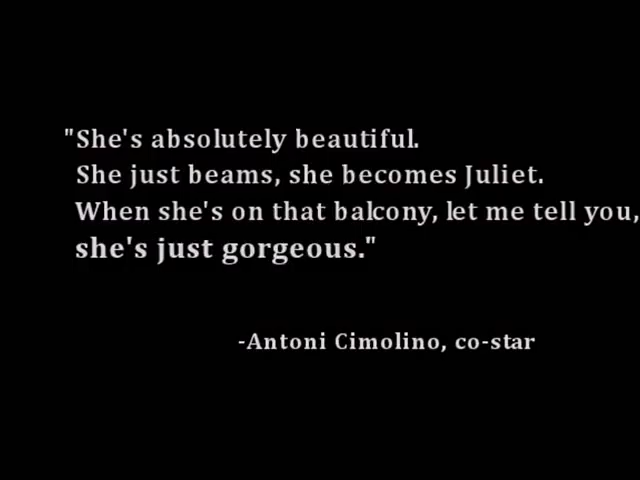 "She's absolutely beautiful.
She just beams, she becomes Juliet.
When she's on that balcony, let me tell you,
she's just gorgeous."
-Antoni Cimolino, co-star